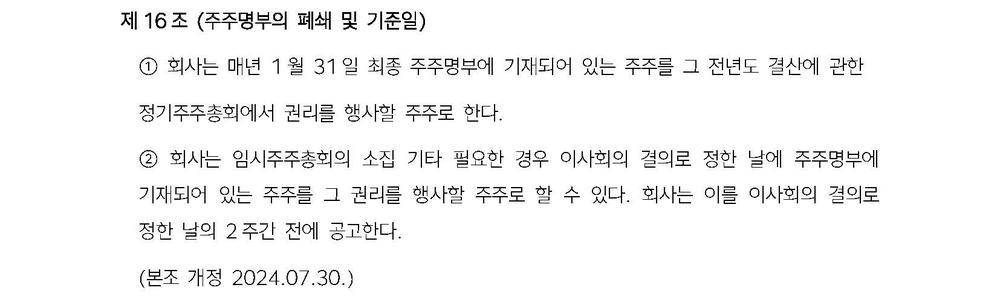 제 16 조 (주주명부의 폐쇄 및 기준일)
① 회사는 매년 1 월 31 일 최종 주주명부에 기재되어 있는 주주를 그 전년도 결산에 관한
정기주주총회에서 권리를 행사할 주주로 한다.
② 회사는 임시주주총회의 소집 기타 필요한 경우 이사회의 결의로 정한 날에 주주명부에
기재되어 있는 주주를 그 권리를 행사할 주주로 할 수 있다. 회사는 이를 이사회의 결의로
정한 날의 2 주간 전에 공고한다.
(본조 개정 2024.07.30.)